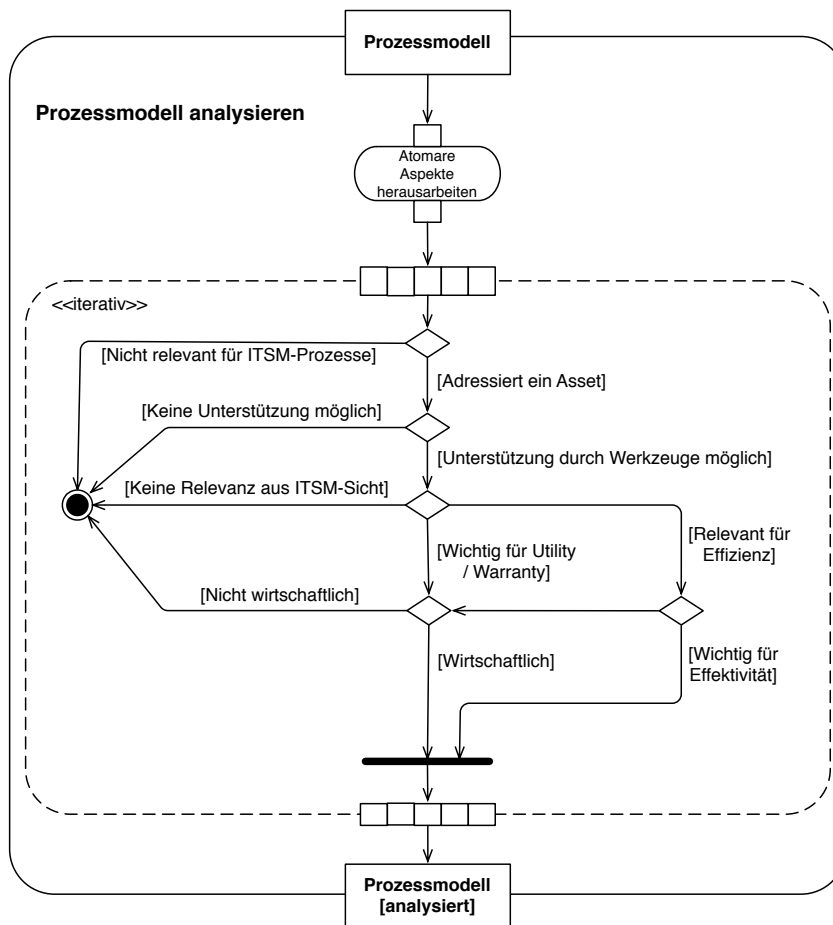 Prozessmodell
Prozessmodell analysieren
Atomare
Aspekte
herausarbeiten
<<iterativ>>
[Nicht relevant für ITSM-Prozesse]
[Adressiert ein Asset]
[Keine Unterstützung möglich]
[Unterstützung durch Werkzeuge möglich]
[Keine Relevanz aus ITSM-Sicht]
[Wichtig für Utility
/ Warranty]
[Relevant für
Effizienz]
[Nicht wirtschaftlich]
[Wirtschaftlich]
[Wichtig für
Effektivität]
Prozessmodell
[analysiert]